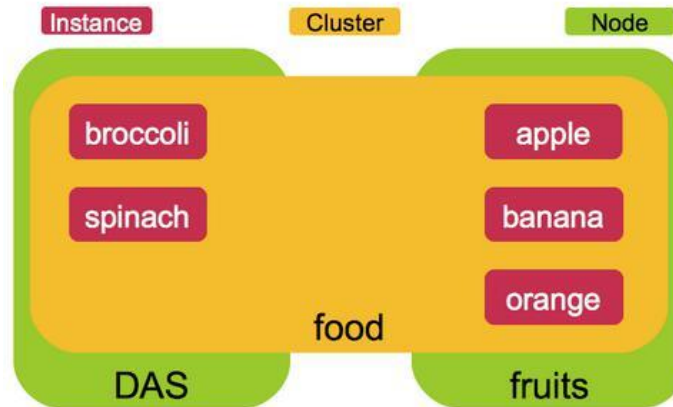 Instance Cluster Node
broccoli apple
spinach banana
orange
food
DAS fruits